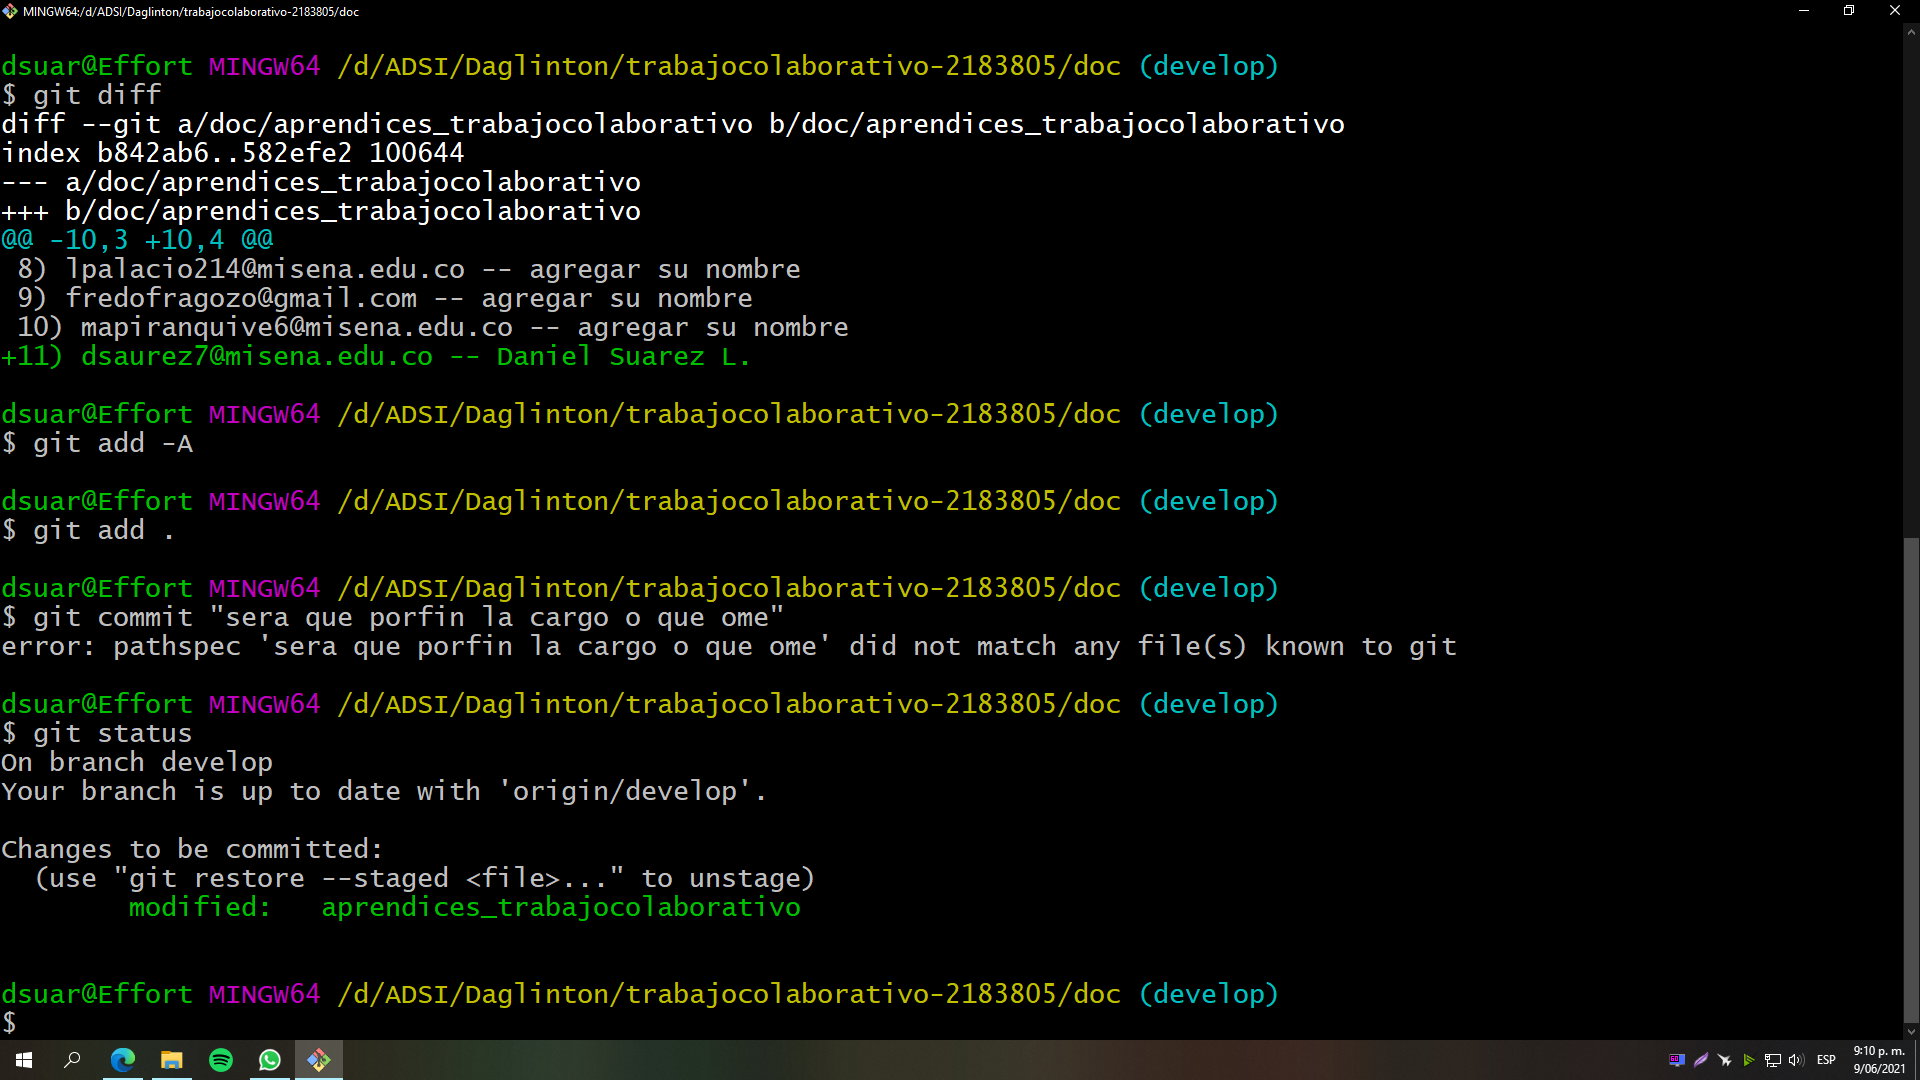 MINGW64:/d/ADSI/Daglinton/trabajocolaborativo-2183805/doc
dsuar@Effort MINGW64 /d/ADSI/Daglinton/trabajocolaborativo-2183805/doc (develop)
$ git diff
diff --git a/doc/aprendices_trabajocolaborativo b/doc/aprendices_trabajocolaborativo
index b842ab6..582efe2 100644
--- a/doc/aprendices_trabajocolaborativo
+++ b/doc/aprendices_trabajocolaborativo
@@ -10,3 +10,4 @@
8) lpalacio214@misena.edu.co -- agregar su nombre
9) fredofragozo@gmail.com -- agregar su nombre
10) mapiranquive6@misena.edu.co -- agregar su nombre
+11) dsaurez7@misena.edu.co -- Daniel Suarez L.
dsuar@Effort MINGW64 /d/ADSI/Daglinton/trabajocolaborativo-2183805/doc (develop)
$ git add -A
dsuar@Effort MINGW64 /d/ADSI/Daglinton/trabajocolaborativo-2183805/doc (develop)
$ git add .
dsuar@Effort MINGW64 /d/ADSI/Daglinton/trabajocolaborativo-2183805/doc (develop)
$ git commit "sera que porfin la cargo o que ome"
error: pathspec 'sera que porfin la cargo o que ome' did not match any file(s) known to git
dsuar@Effort MINGW64 /d/ADSI/Daglinton/trabajocolaborativo-2183805/doc (develop)
$ git status
On branch develop
Your branch is up to date with 'origin/develop'.
Changes to be committed:
(use "git restore --staged <file>..." to unstage)
modified:   aprendices_trabajocolaborativo
dsuar@Effort MINGW64 /d/ADSI/Daglinton/trabajocolaborativo-2183805/doc (develop)
$
ESP
9:10 p. m.
9/06/2021